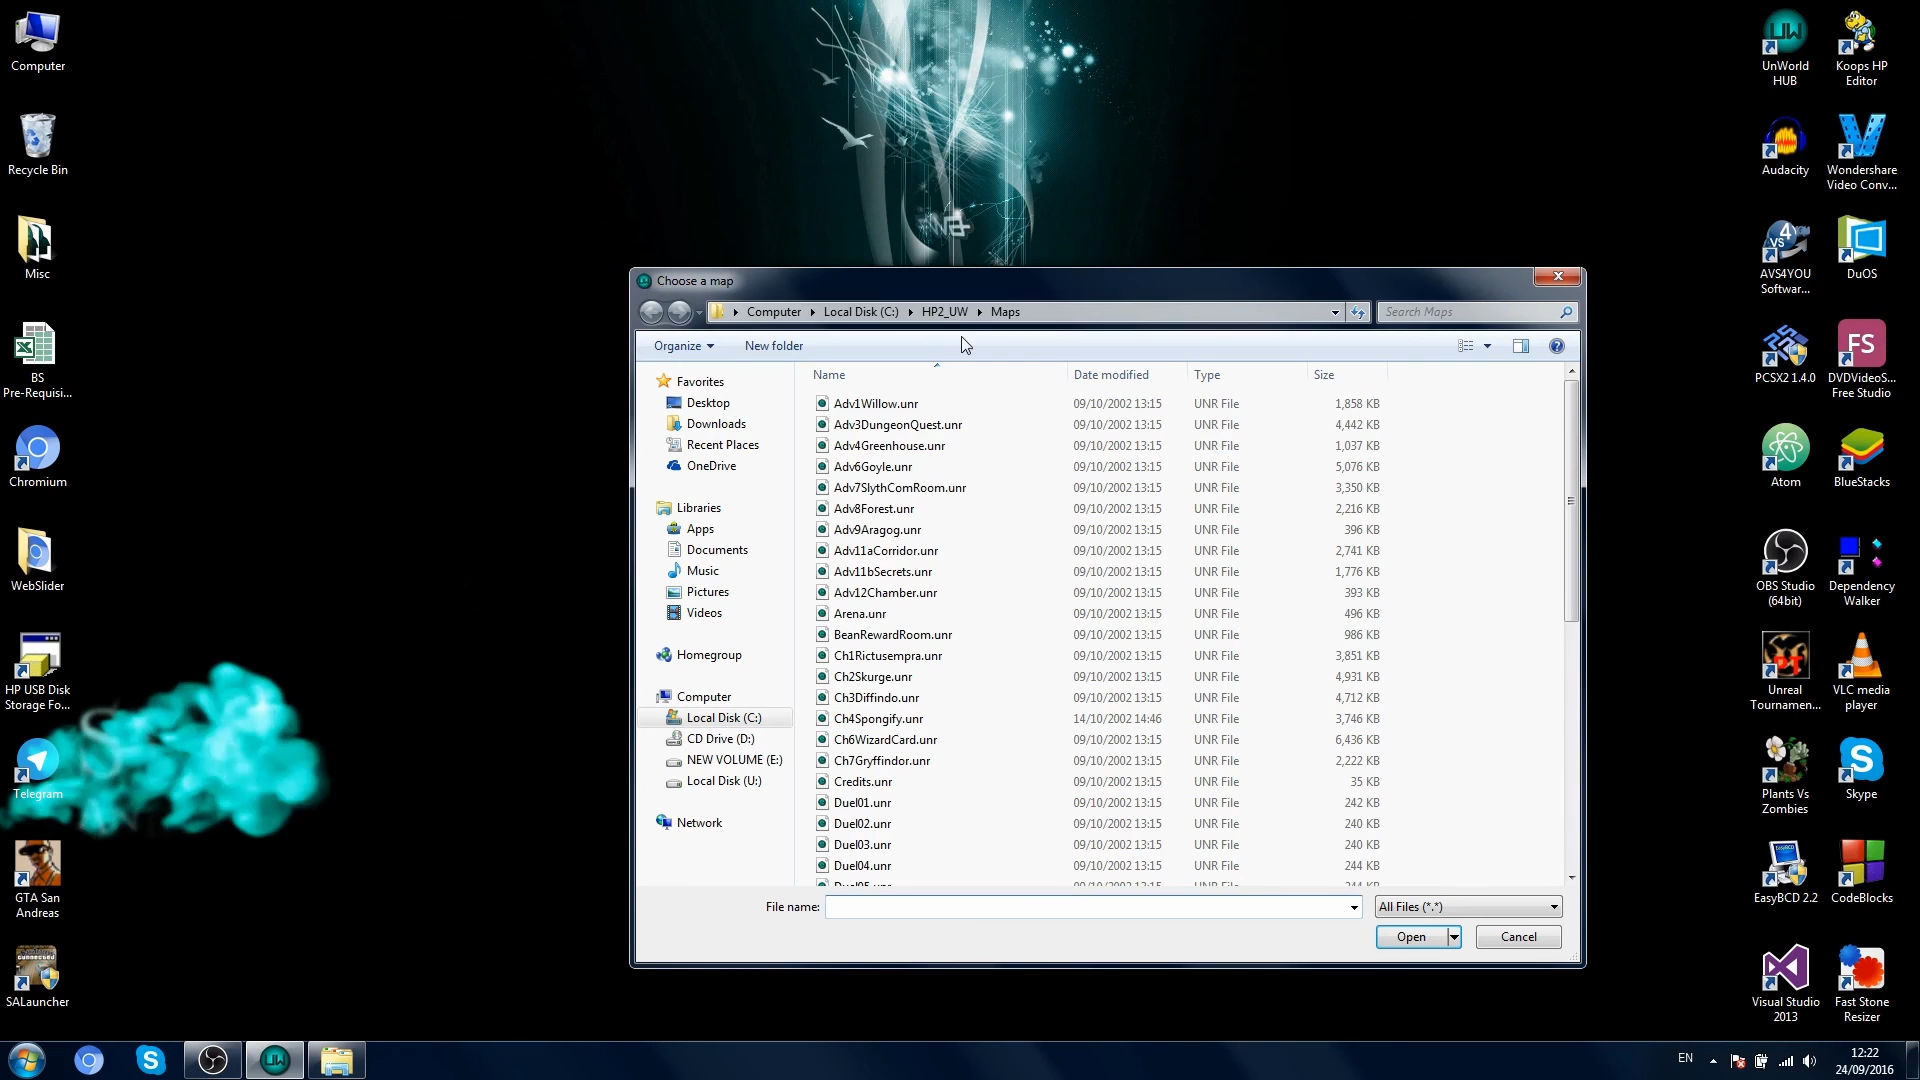 Computer
Recycle Bin
Misc
BS
Pre-Requisi...
Chromium
WebSlider
HP USB Disk
Storage Fo...
Telegram
GTA San
Andreas
SALauncher
UnWorld
HUB
Koops HP
Editor
Audacity
Wondershare
Video Conv...
AVS4YOU
Softwar...
DuOS
PCSX2 1.4.0
DVDVideoS...
Free Studio
Atom
BlueStacks
OBS Studio
(64bit)
Dependency
Walker
Unreal
Tournamen...
VLC media
player
Plants Vs
Zombies
Skype
EasyBCD 2.2
CodeBlocks
Visual Studio
2013
Fast Stone
Resizer
Choose a map
Computer Local Disk (C:) HP2_UW Maps
Search Maps
Organize New folder
Favorites
Desktop
Downloads
Recent Places
OneDrive
Libraries
Apps
Documents
Music
Pictures
Videos
Homegroup
Computer
Local Disk (C:)
CD Drive (D:)
NEW VOLUME (E:)
Local Disk (U:)
Network
Name Date modified Type Size
Adv1Willow.unr 09/10/2002 13:15 UNR File 1,858 KB
Adv3DungeonQuest.unr 09/10/2002 13:15 UNR File 4,442 KB
Adv4Greenhouse.unr 09/10/2002 13:15 UNR File 1,037 KB
Adv6Goyle.unr 09/10/2002 13:15 UNR File 5,076 KB
Adv7SlythComRoom.unr 09/10/2002 13:15 UNR File 3,350 KB
Adv8Forest.unr 09/10/2002 13:15 UNR File 2,216 KB
Adv9Aragog.unr 09/10/2002 13:15 UNR File 396 KB
Adv11aCorridor.unr 09/10/2002 13:15 UNR File 2,741 KB
Adv11bSecrets.unr 09/10/2002 13:15 UNR File 1,776 KB
Adv12Chamber.unr 09/10/2002 13:15 UNR File 393 KB
Arena.unr 09/10/2002 13:15 UNR File 496 KB
BeanRewardRoom.unr 09/10/2002 13:15 UNR File 986 KB
Ch1Rictusempra.unr 09/10/2002 13:15 UNR File 3,851 KB
Ch2Skurge.unr 09/10/2002 13:15 UNR File 4,931 KB
Ch3Diffindo.unr 09/10/2002 13:15 UNR File 4,712 KB
Ch4Spongify.unr 14/10/2002 14:46 UNR File 3,746 KB
Ch6WizardCard.unr 09/10/2002 13:15 UNR File 6,436 KB
Ch7Gryffindor.unr 09/10/2002 13:15 UNR File 2,222 KB
Credits.unr 09/10/2002 13:15 UNR File 35 KB
Duel01.unr 09/10/2002 13:15 UNR File 242 KB
Duel02.unr 09/10/2002 13:15 UNR File 240 KB
Duel03.unr 09/10/2002 13:15 UNR File 240 KB
Duel04.unr 09/10/2002 13:15 UNR File 244 KB
File name: All Files (*.*)
Open Cancel
EN
12:22
24/09/2016